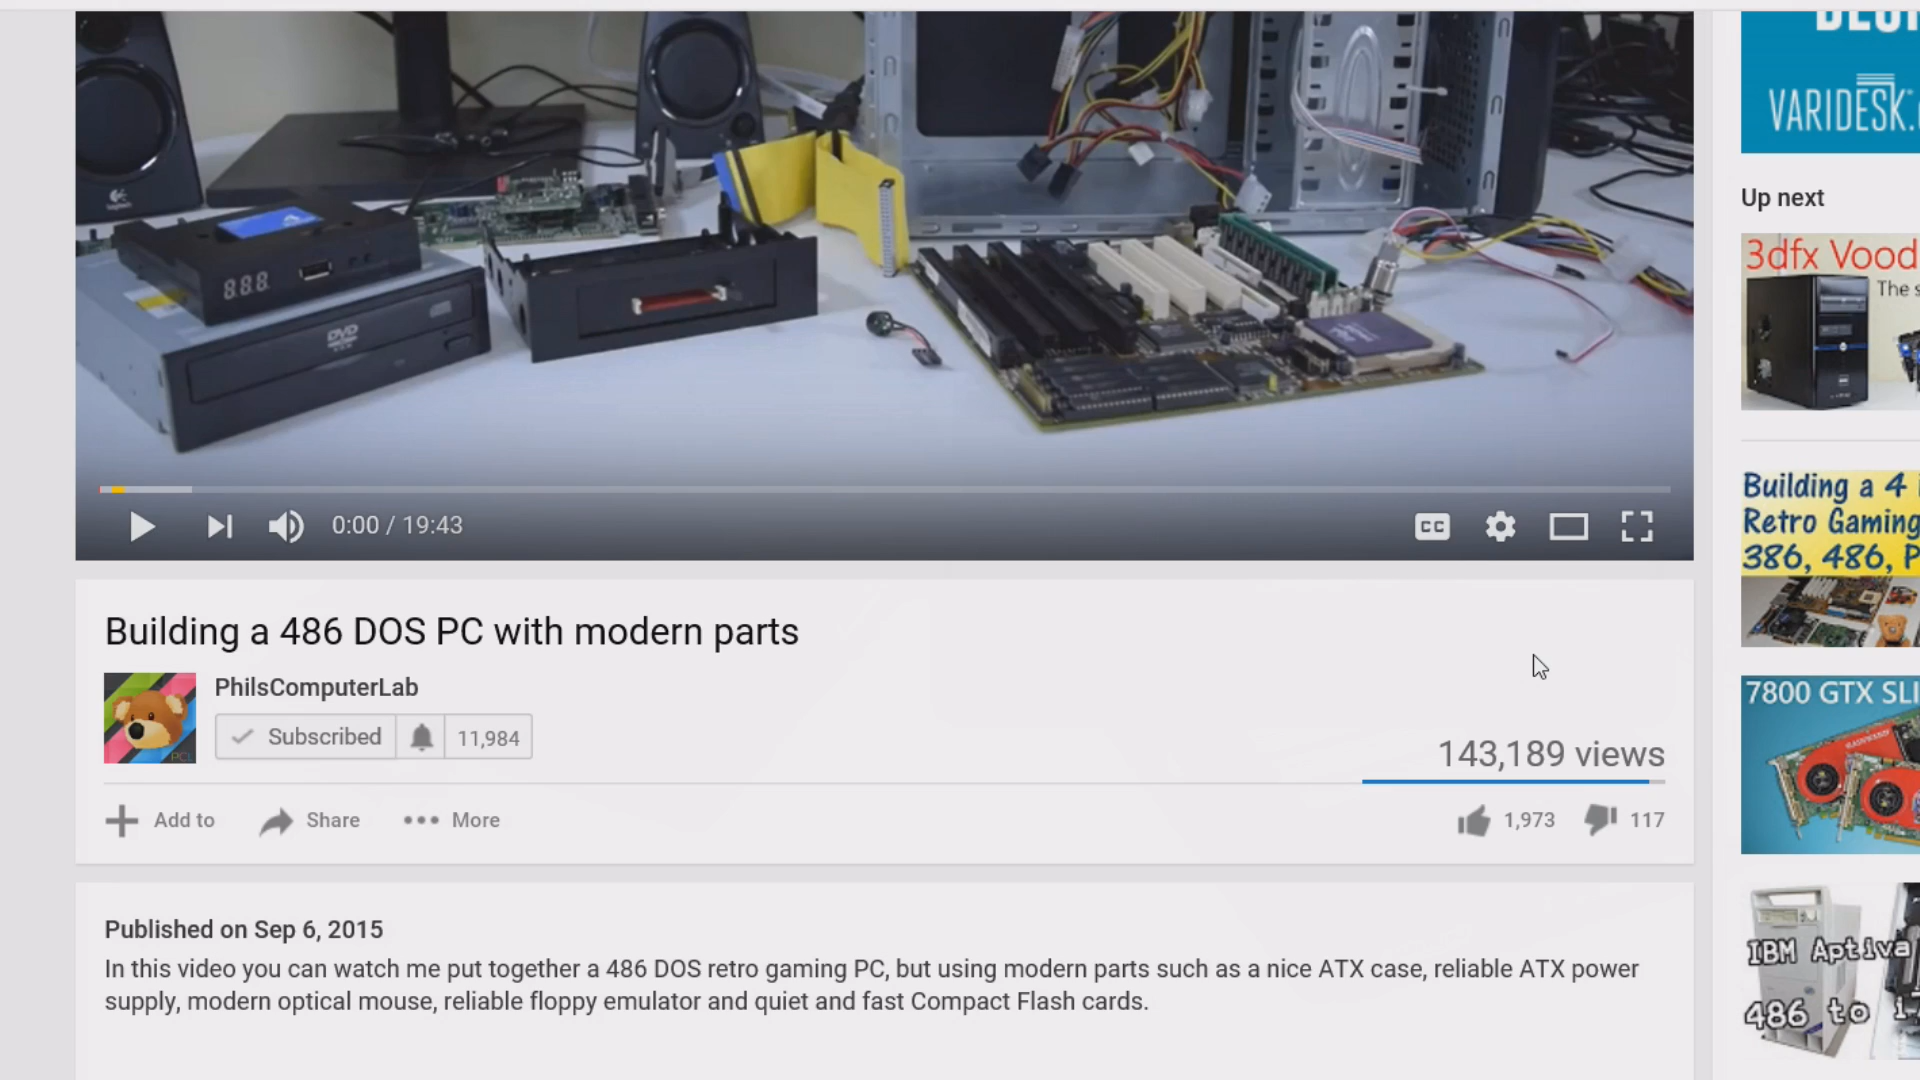 VARIDESK
Up next
3dfx
The
888
DVD
0:00 / 19:43
CC
Building a 4
Retro Gaming
386, 486, P
Building a 486 DOS PC with modern parts
PhilsComputerLab
Subscribed
11,984
143,189 views
Add to
Share
More
1,973
117
7800 GTX SLI
Published on Sep 6, 2015
In this video you can watch me put together a 486 DOS retro gaming PC, but using modern parts such as a nice ATX case, reliable ATX power
supply, modern optical mouse, reliable floppy emulator and quiet and fast Compact Flash cards.
IBM Aptiva
486 to